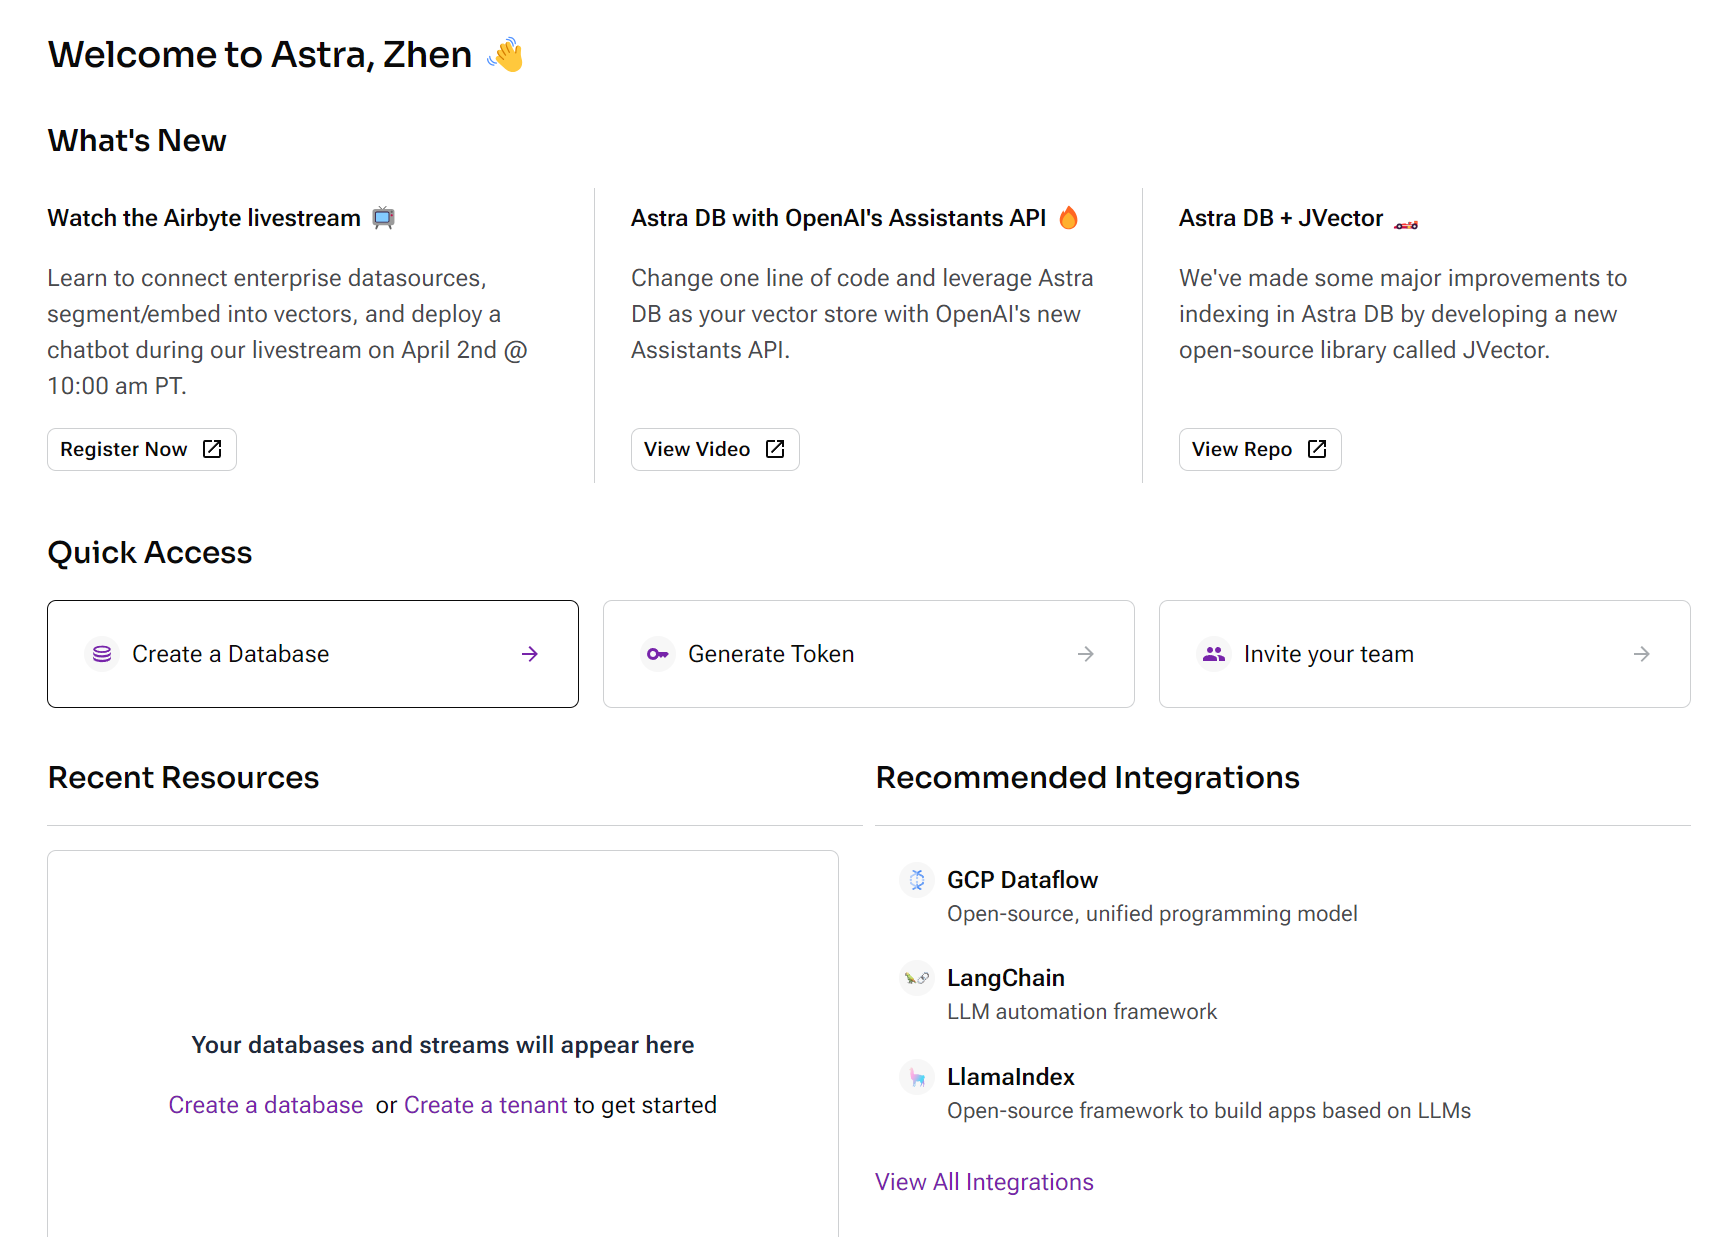 Welcome to Astra, Zhen 👋
What's New
Watch the Airbyte livestream 📺
Learn to connect enterprise datasources,
segment/embed into vectors, and deploy a
chatbot during our livestream on April 2nd @
10:00 am PT.
Register Now
Astra DB with OpenAI's Assistants API 🔥
Change one line of code and leverage Astra
DB as your vector store with OpenAI's new
Assistants API.
View Video
Astra DB + JVector 🏎️
We've made some major improvements to
indexing in Astra DB by developing a new
open-source library called JVector.
View Repo
Quick Access
Create a Database
Generate Token
Invite your team
Recent Resources
Your databases and streams will appear here
Create a database or Create a tenant to get started
Recommended Integrations
GCP Dataflow
Open-source, unified programming model
LangChain
LLM automation framework
LlamaIndex
Open-source framework to build apps based on LLMs
View All Integrations